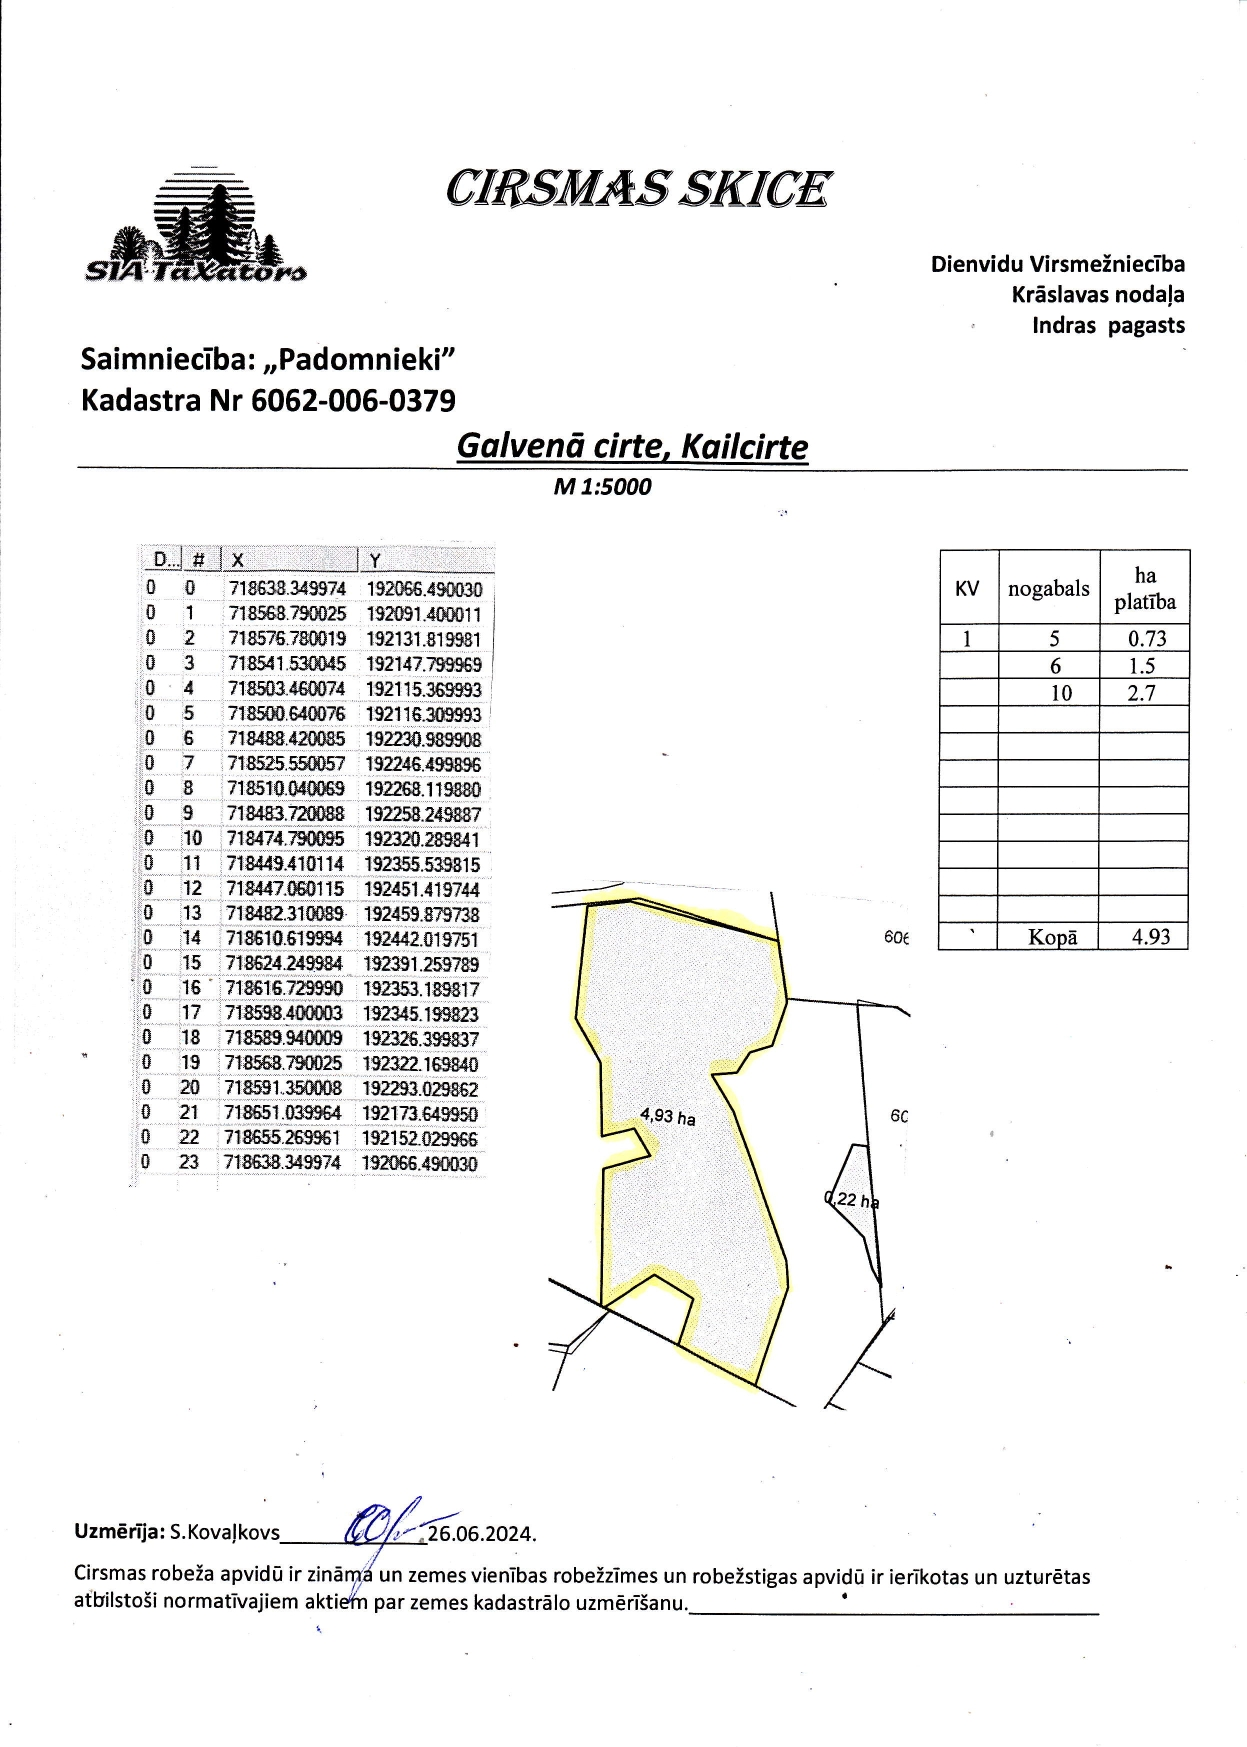 SIA TaXators
CIRSMAS SKICE
Dienvidu Virsmežniecība
Krāslavas nodaļa
Indras pagasts
Saimniecība: „Padomnieki”
Kadastra Nr 6062-006-0379
Galvenā cirte, Kailcirte
M 1:5000
D... # X Y
0 0 718638.349974 192066.490030
0 1 718568.790025 192091.400011
0 2 718576.780019 192131.819981
0 3 718541.530045 192147.799969
0 4 718503.460074 192115.369993
0 5 718500.640076 192116.309993
0 6 718488.420085 192230.989908
0 7 718525.550057 192246.499896
0 8 718510.040069 192268.119880
0 9 718483.720088 192258.249887
0 10 718474.790095 192320.289841
0 11 718449.410114 192355.539815
0 12 718447.060115 192451.419744
0 13 718482.310089 192459.879738
0 14 718610.619994 192442.019751
0 15 718624.249984 192391.259789
0 16 718616.729990 192353.189817
0 17 718598.400003 192345.199823
0 18 718589.940009 192326.399837
0 19 718568.790025 192322.169840
0 20 718591.350008 192293.029862
0 21 718651.039964 192173.649950
0 22 718655.269961 192152.029966
0 23 718638.349974 192066.490030
KV nogabals ha platība
1 5 0.73
6 1.5
10 2.7
Kopā 4.93
606
4,93 ha
60
0,22 ha
Uzmērīja: S.Kovaļkovs 26.06.2024.
Cirsmas robeža apvidū ir zināma un zemes vienības robežzīmes un robežstigas apvidū ir ierīkotas un uzturētas
atbilstoši normatīvajiem aktiem par zemes kadastrālo uzmērīšanu.